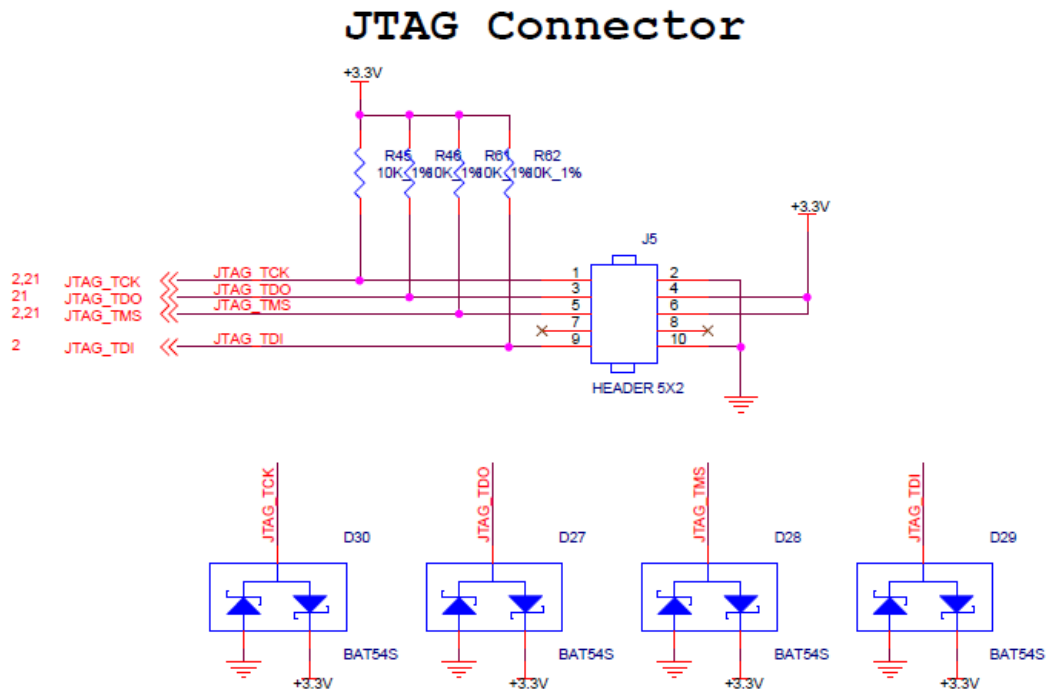 JTAG Connector
+3.3V
R45 R46 R61 R62
10K_1% 10K_1% 10K_1% 10K_1%
+3.3V
J5
2,21 JTAG_TCK JTAG_TCK 1 2
21 JTAG_TDO JTAG_TDO 3 4
2,21 JTAG_TMS JTAG_TMS 5 6
7 8
2 JTAG_TDI JTAG_TDI 9 10
HEADER 5X2
JTAG_TCK JTAG_TDO JTAG_TMS JTAG_TDI
D30 D27 D28 D29
BAT54S BAT54S BAT54S BAT54S
+3.3V +3.3V +3.3V +3.3V